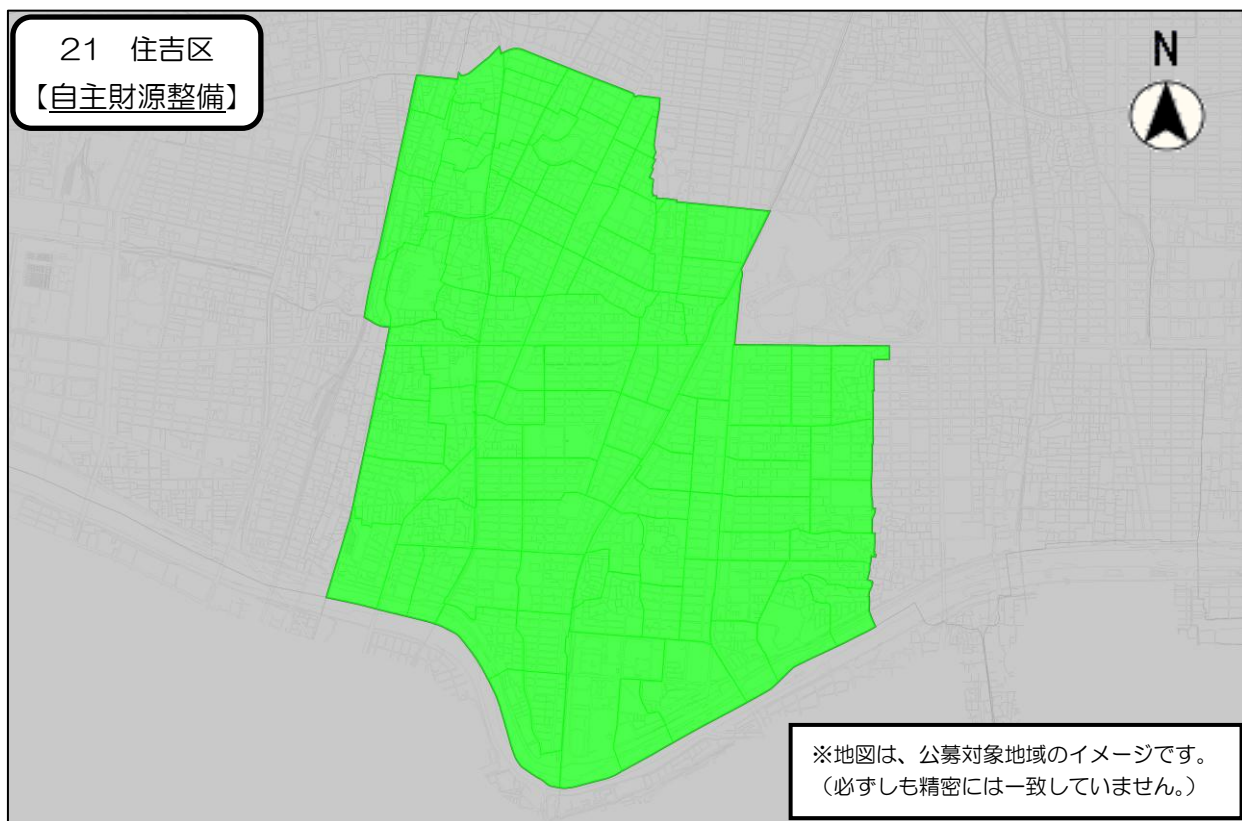 21 住吉区
【自主財源整備】
N
※地図は、公募対象地域のイメージです。
（必ずしも精密には一致していません。）